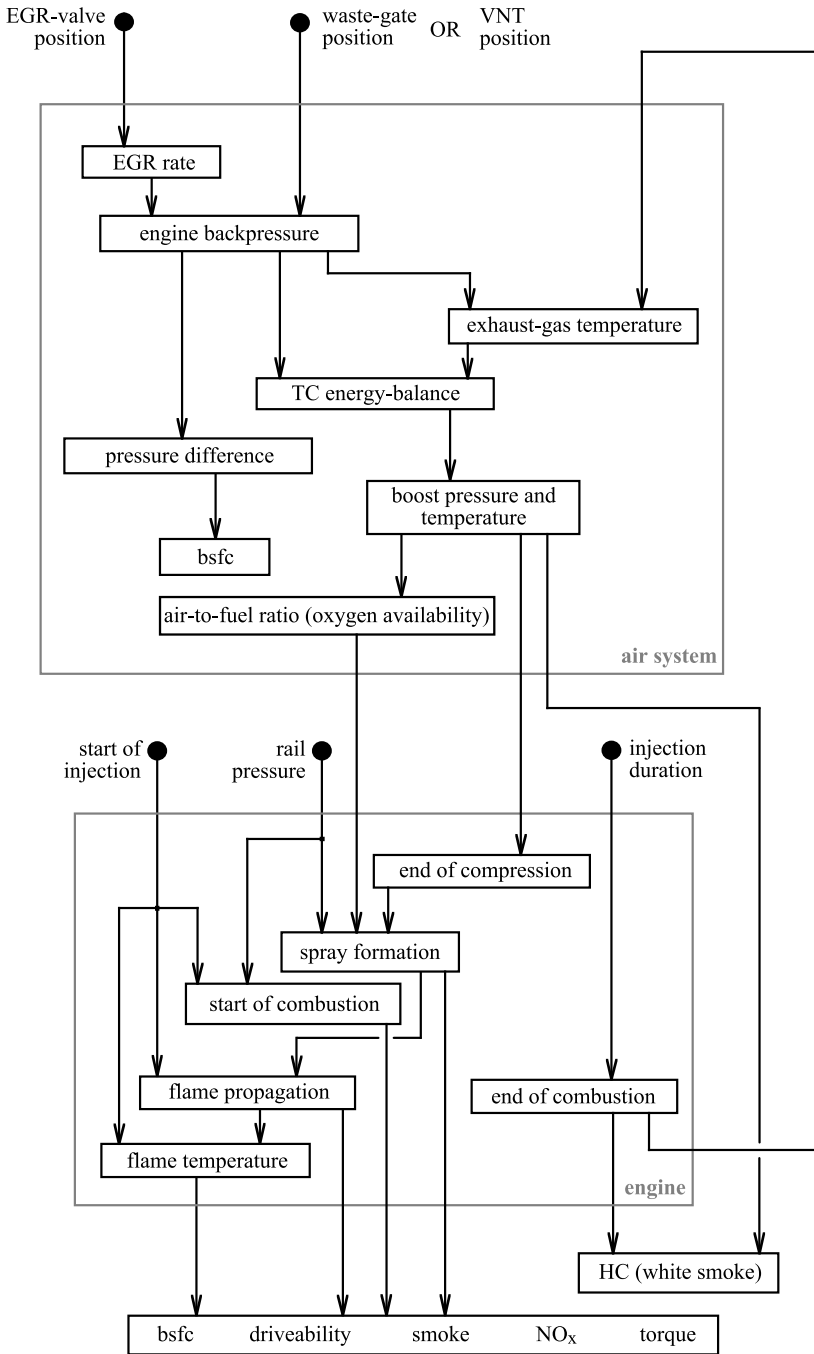 EGR-valve position
waste-gate position
OR
VNT position
EGR rate
engine backpressure
exhaust-gas temperature
TC energy-balance
pressure difference
boost pressure and
temperature
bsfc
air-to-fuel ratio (oxygen availability)
air system
start of injection
rail pressure
injection duration
end of compression
spray formation
start of combustion
flame propagation
end of combustion
flame temperature
engine
HC (white smoke)
bsfc driveability smoke NOx torque